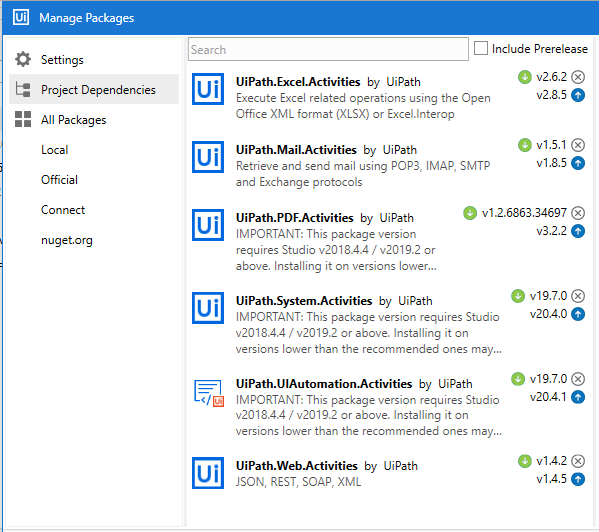 Ui Manage Packages
Search
Include Prerelease
Settings
Project Dependencies
All Packages
Local
Official
Connect
nuget.org
Ui UiPath.Excel.Activities by UiPath v2.6.2
Execute Excel related operations using the Open v2.8.5
Office XML format (XLSX) or Excel.Interop
Ui UiPath.Mail.Activities by UiPath v1.5.1
Retrieve and send mail using POP3, IMAP, SMTP v1.8.5
and Exchange protocols
Ui UiPath.PDF.Activities by UiPath v1.2.6863.34697
IMPORTANT: This package version v3.2.2
requires Studio v2018.4.4 / v2019.2 or
above. Installing it on versions lower...
Ui UiPath.System.Activities by UiPath v19.7.0
IMPORTANT: This package version requires Studio v20.4.0
v2018.4.4 / v2019.2 or above. Installing it on
versions lower than the recommended ones may...
Ui UiPath.UIAutomation.Activities by UiPath v19.7.0
IMPORTANT: This package version requires Studio v20.4.1
v2018.4.4 / v2019.2 or above. Installing it on
versions lower than the recommended ones may...
Ui UiPath.Web.Activities by UiPath v1.4.2
JSON, REST, SOAP, XML v1.4.5